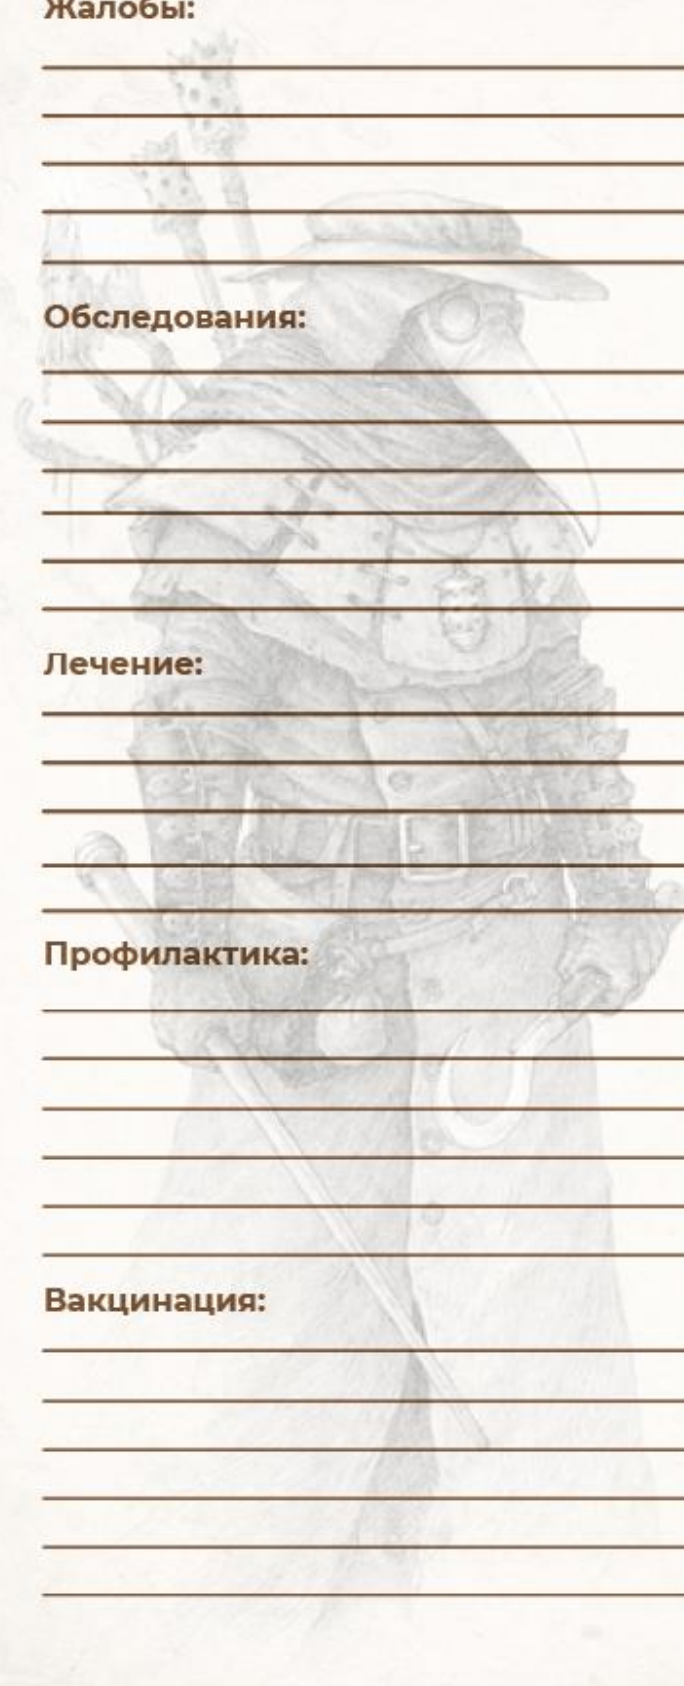 Жалобы:
Обследования:
Лечение:
Профилактика:
Вакцинация: